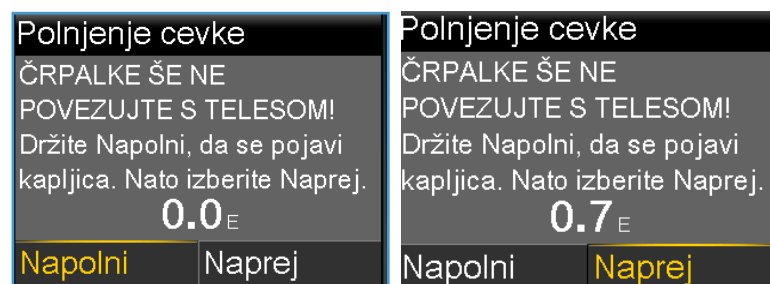 Polnjenje cevke
ČRPALKE ŠE NE
POVEZUJTE S TELESOM!
Držite Napolni, da se pojavi
kapljica. Nato izberite Naprej.
0.0 E
Napolni Naprej
Polnjenje cevke
ČRPALKE ŠE NE
POVEZUJTE S TELESOM!
Držite Napolni, da se pojavi
kapljica. Nato izberite Naprej.
0.7 E
Napolni Naprej